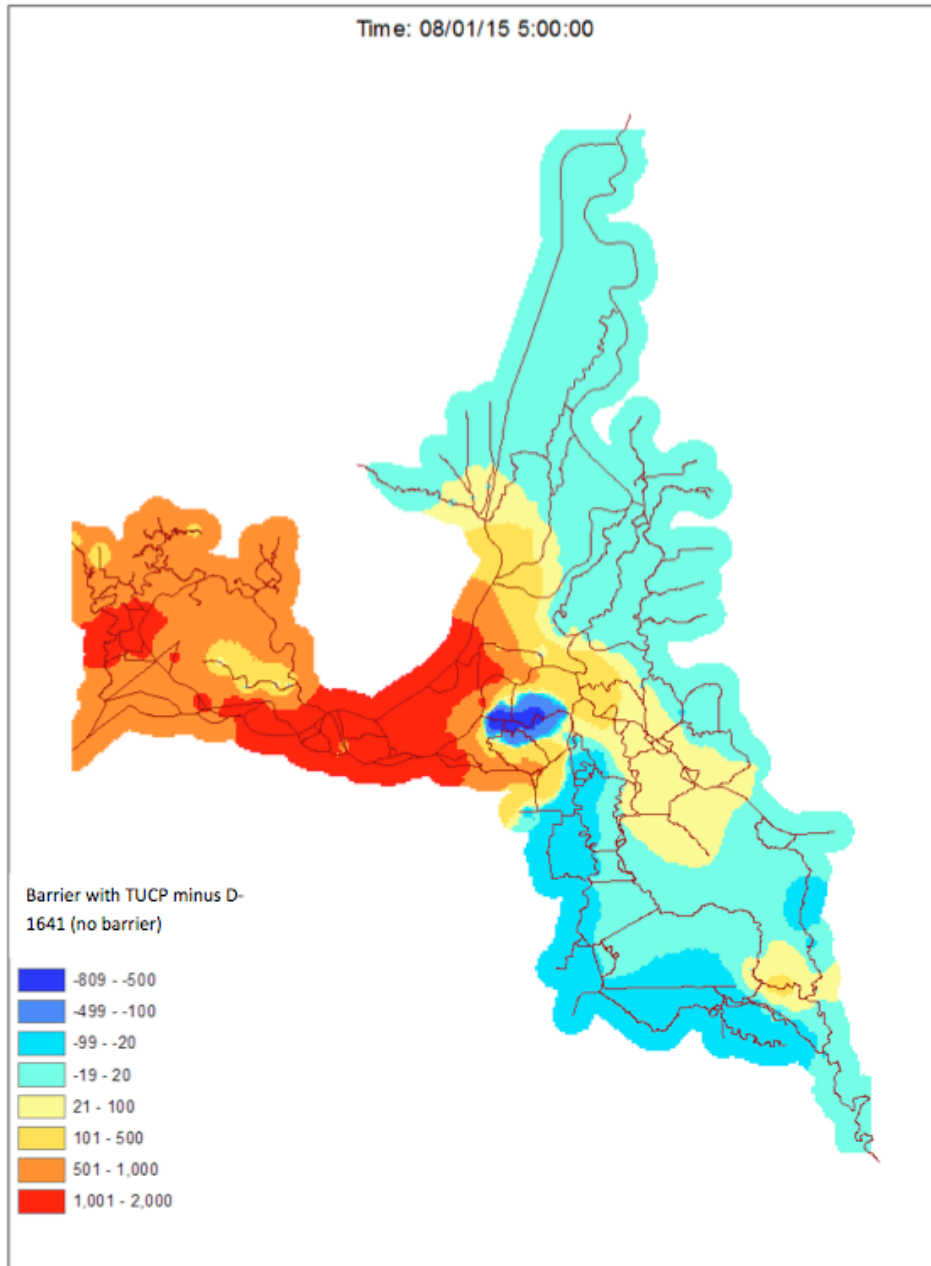 Time: 08/01/15 5:00:00
Barrier with TUCP minus D-
1641 (no barrier)
-809 - -500
-499 - -100
-99 - -20
-19 - 20
21 - 100
101 - 500
501 - 1,000
1,001 - 2,000